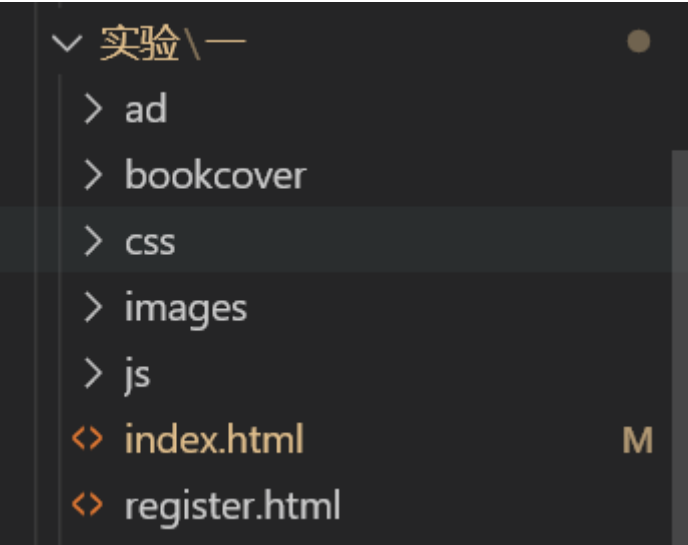 实验\一
ad
bookcover
css
images
js
index.html M
register.html